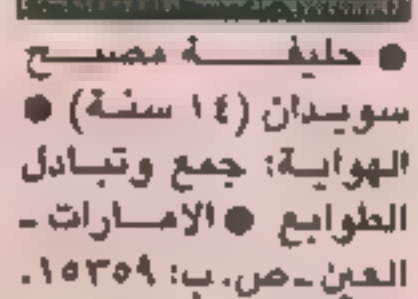 ● خليفة مصبح
سويدان (١٤ سنة) ●
الهواية: جمع وتبادل
الطوابع ● الامارات -
العين - ص.ب: ١٥٣٥٩.